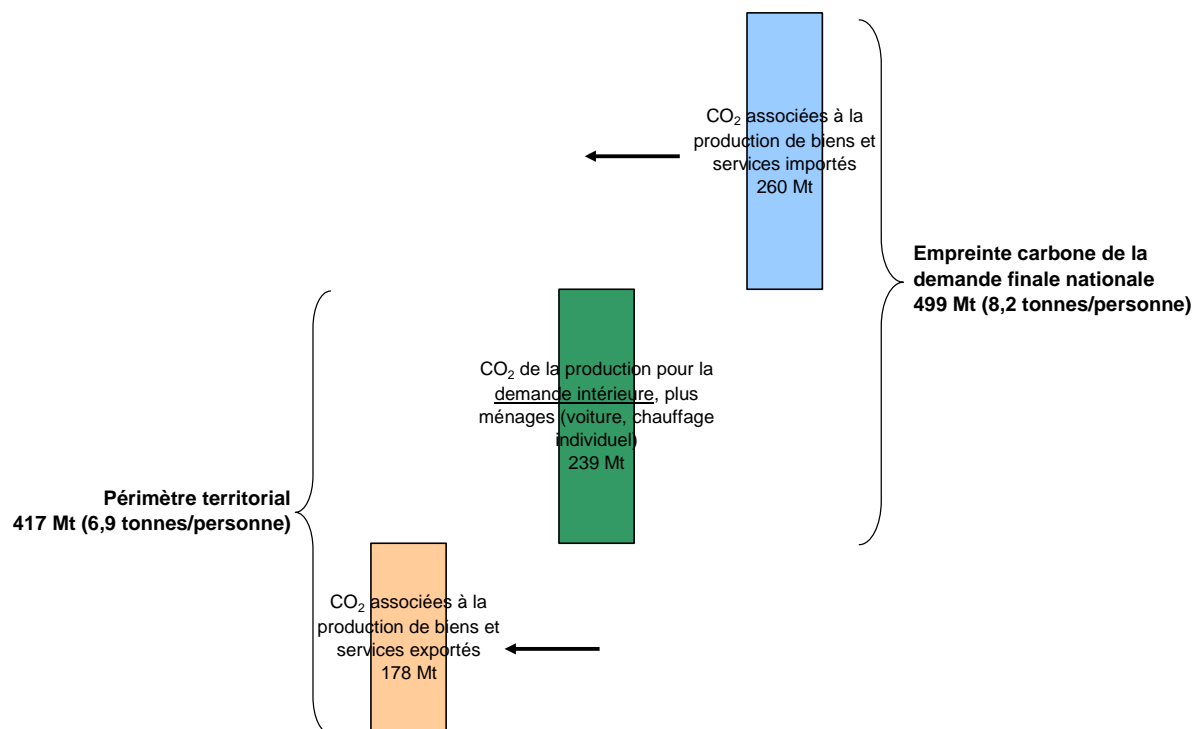 CO₂ associées à la
production de biens et
services importés
260 Mt
Empreinte carbone de la
demande finale nationale
499 Mt (8,2 tonnes/personne)
CO₂ de la production pour la
demande intérieure, plus
ménages (voiture, chauffage
individuel)
239 Mt
Périmètre territorial
417 Mt (6,9 tonnes/personne)
CO₂ associées à la
production de biens et
services exportés
178 Mt